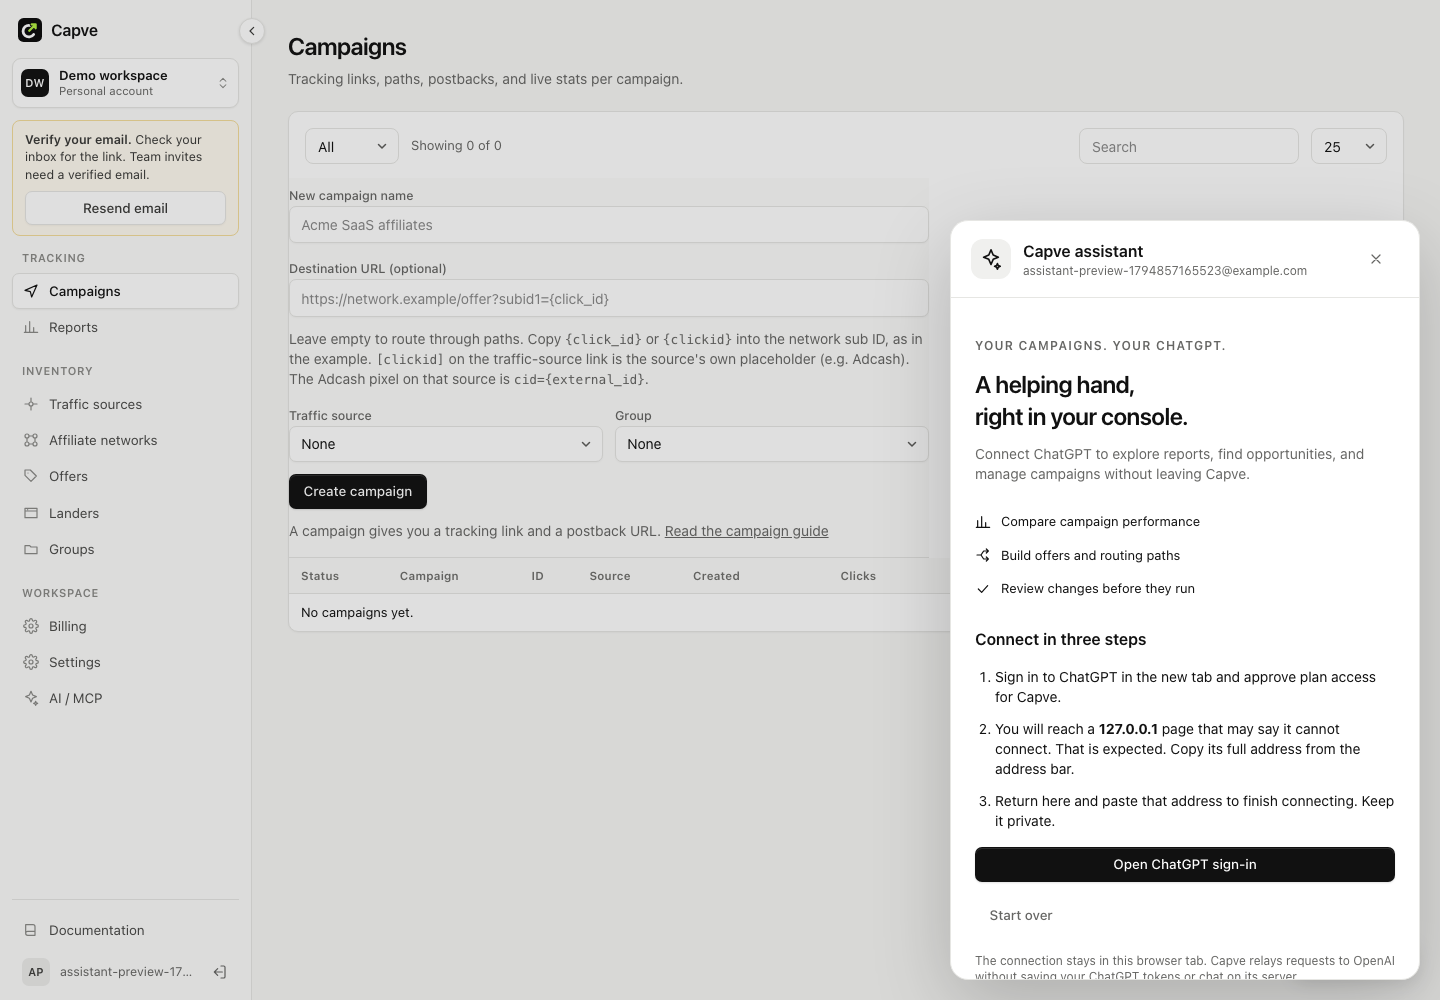 Capve
DW
Demo workspace
Personal account
Verify your email. Check your
inbox for the link. Team invites
need a verified email.
Resend email
TRACKING
Campaigns
Reports
INVENTORY
Traffic sources
Affiliate networks
Offers
Landers
Groups
WORKSPACE
Billing
Settings
AI / MCP
Documentation
AP
assistant-preview-17...
Campaigns
Tracking links, paths, postbacks, and live stats per campaign.
All
Showing 0 of 0
Search
25
New campaign name
Acme SaaS affiliates
Destination URL (optional)
https://network.example/offer?subid1={click_id}
Leave empty to route through paths. Copy {click_id} or {clickid} into the network sub ID, as in
the example. [clickid] on the traffic-source link is the source's own placeholder (e.g. Adcash).
The Adcash pixel on that source is cid={external_id}.
Traffic source
Group
None
None
Create campaign
A campaign gives you a tracking link and a postback URL. Read the campaign guide
Status Campaign ID Source Created Clicks
No campaigns yet.
Capve assistant
assistant-preview-1794857165523@example.com
YOUR CAMPAIGNS. YOUR CHATGPT.
A helping hand,
right in your console.
Connect ChatGPT to explore reports, find opportunities, and
manage campaigns without leaving Capve.
Compare campaign performance
Build offers and routing paths
Review changes before they run
Connect in three steps
1. Sign in to ChatGPT in the new tab and approve plan access
for Capve.
2. You will reach a 127.0.0.1 page that may say it cannot
connect. That is expected. Copy its full address from the
address bar.
3. Return here and paste that address to finish connecting. Keep
it private.
Open ChatGPT sign-in
Start over
The connection stays in this browser tab. Capve relays requests to OpenAI
without saving your ChatGPT tokens or chat on its server.